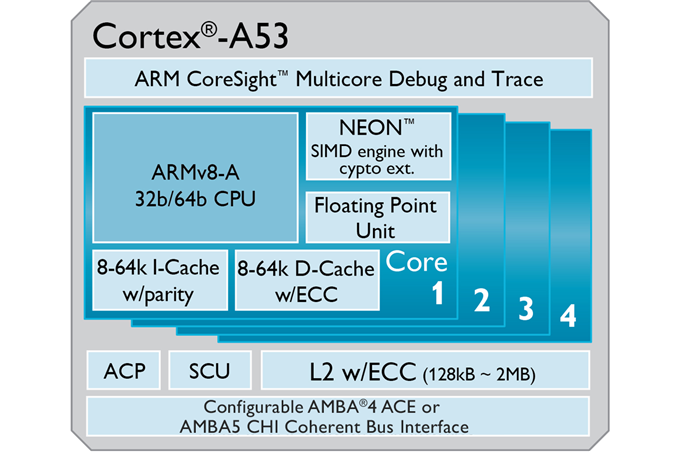 Cortex®-A53
ARM CoreSight™ Multicore Debug and Trace
ARMv8-A
32b/64b CPU
NEON™
SIMD engine with
cypto ext.
Floating Point
Unit
8-64k I-Cache
w/parity
8-64k D-Cache
w/ECC
Core
1
2
3
4
ACP
SCU
L2 w/ECC (128kB ~ 2MB)
Configurable AMBA®4 ACE or
AMBA5 CHI Coherent Bus Interface